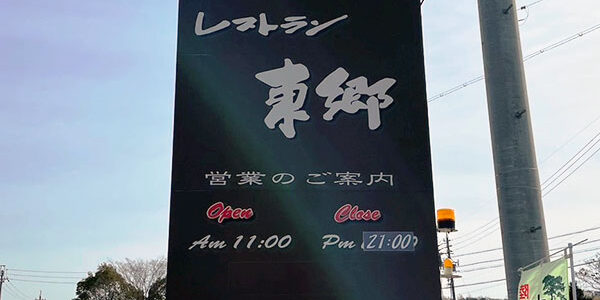 レストラン
東郷
営業のご案内
Open Close
Am 11:00 Pm 21:00